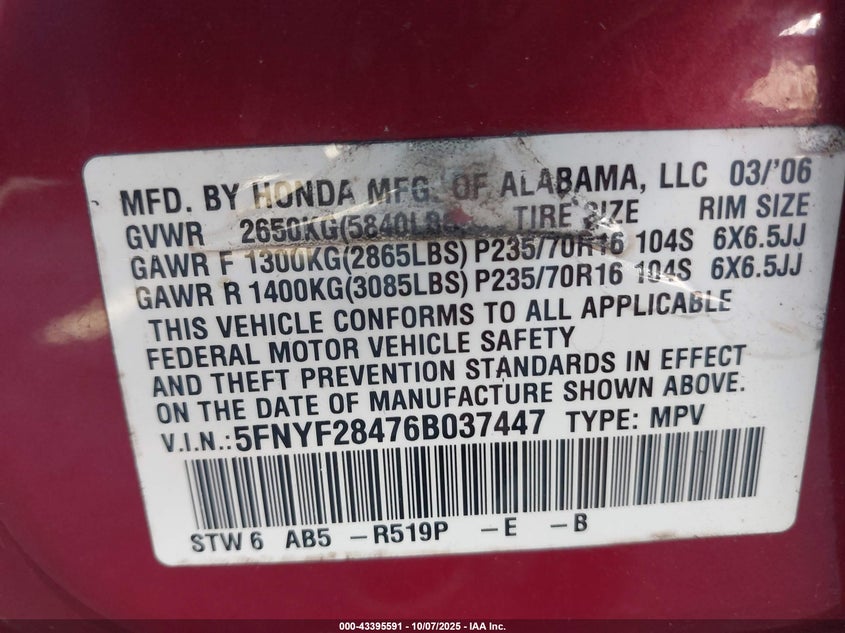 MFD. BY HONDA MFG. OF ALABAMA, LLC 03/'06
GVWR 2650KG(5840LBS TIRE SIZE RIM SIZE
GAWR F 1300KG(2865LBS) P235/70R16 104S 6X6.5JJ
GAWR R 1400KG(3085LBS) P235/70R16 104S 6X6.5JJ
THIS VEHICLE CONFORMS TO ALL APPLICABLE
FEDERAL MOTOR VEHICLE SAFETY
AND THEFT PREVENTION STANDARDS IN EFFECT
ON THE DATE OF MANUFACTURE SHOWN ABOVE.
V.I.N.:5FNYF28476B037447 TYPE: MPV
STW 6 AB5 -R519P -E -B
000-43395591 - 10/07/2025 - IAA Inc.